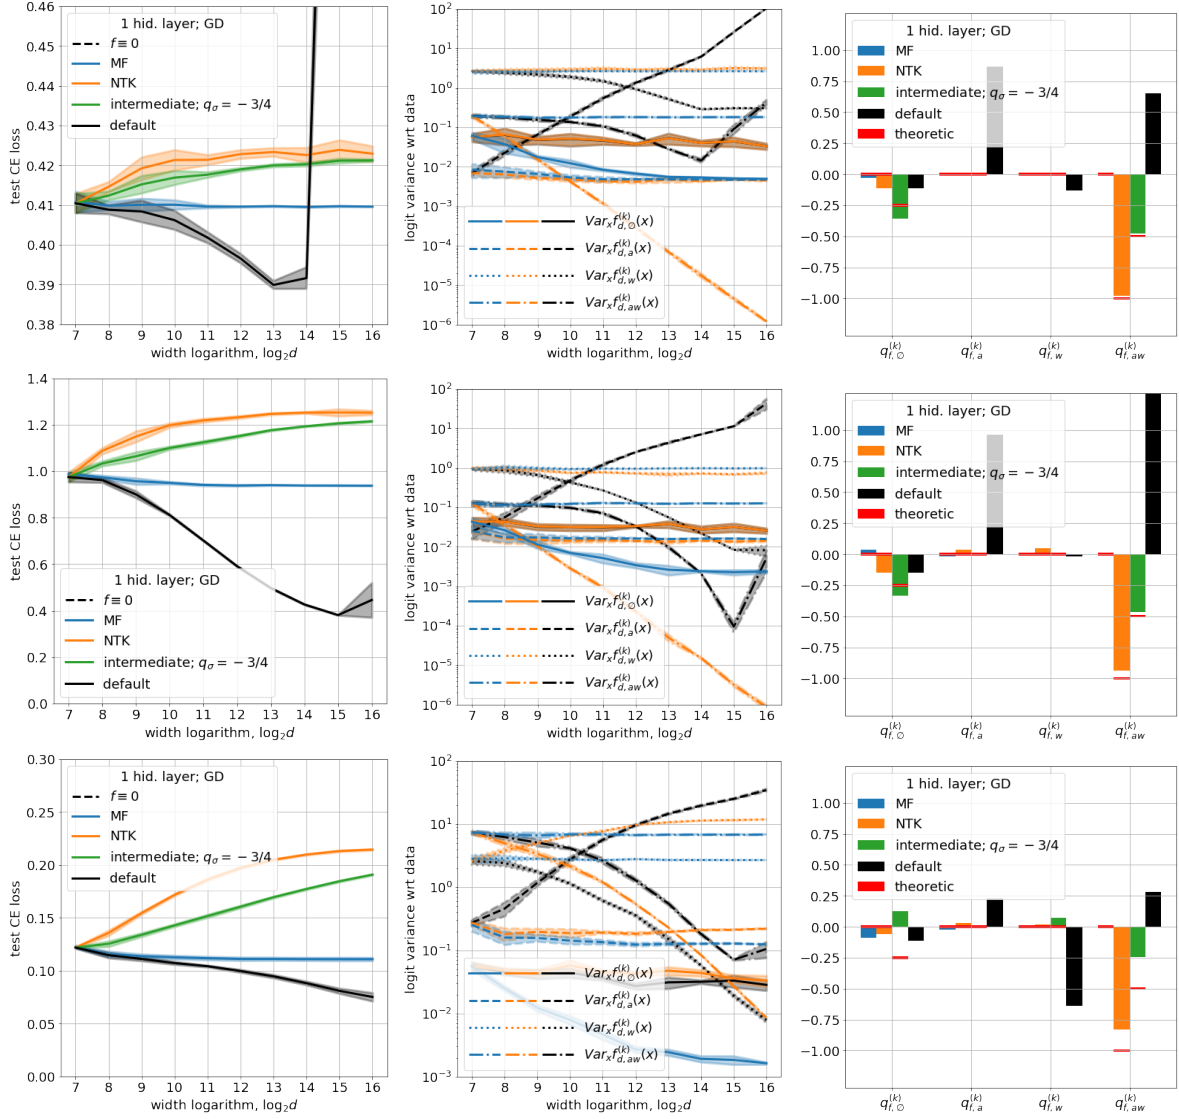 0.46
0.45
0.44
0.43
0.42
0.41
0.40
0.39
0.38
test CE loss
1 hid. layer; GD
f ≡ 0
MF
NTK
intermediate; q_σ = −3/4
default
7 8 9 10 11 12 13 14 15 16
width logarithm, log₂d
10²
10¹
10⁰
10⁻¹
10⁻²
10⁻³
10⁻⁴
10⁻⁵
10⁻⁶
logit variance wrt data
Var_x f_{d,∅}^{(k)}(x)
Var_x f_{d,a}^{(k)}(x)
Var_x f_{d,w}^{(k)}(x)
Var_x f_{d,aw}^{(k)}(x)
7 8 9 10 11 12 13 14 15 16
width logarithm, log₂d
1.00
0.75
0.50
0.25
0.00
−0.25
−0.50
−0.75
−1.00
1 hid. layer; GD
MF
NTK
intermediate; q_σ = −3/4
default
theoretic
q_{f,∅}^{(k)} q_{f,a}^{(k)} q_{f,w}^{(k)} q_{f,aw}^{(k)}
1.4
1.2
1.0
0.8
0.6
0.4
0.2
0.0
test CE loss
1 hid. layer; GD
f ≡ 0
MF
NTK
intermediate; q_σ = −3/4
default
7 8 9 10 11 12 13 14 15 16
width logarithm, log₂d
10²
10¹
10⁰
10⁻¹
10⁻²
10⁻³
10⁻⁴
10⁻⁵
10⁻⁶
logit variance wrt data
Var_x f_{d,∅}^{(k)}(x)
Var_x f_{d,a}^{(k)}(x)
Var_x f_{d,w}^{(k)}(x)
Var_x f_{d,aw}^{(k)}(x)
7 8 9 10 11 12 13 14 15 16
width logarithm, log₂d
1.00
0.75
0.50
0.25
0.00
−0.25
−0.50
−0.75
−1.00
1 hid. layer; GD
MF
NTK
intermediate; q_σ = −3/4
default
theoretic
q_{f,∅}^{(k)} q_{f,a}^{(k)} q_{f,w}^{(k)} q_{f,aw}^{(k)}
0.30
0.25
0.20
0.15
0.10
0.05
0.00
test CE loss
1 hid. layer; GD
f ≡ 0
MF
NTK
intermediate; q_σ = −3/4
default
7 8 9 10 11 12 13 14 15 16
width logarithm, log₂d
10²
10¹
10⁰
10⁻¹
10⁻²
10⁻³
logit variance wrt data
Var_x f_{d,∅}^{(k)}(x)
Var_x f_{d,a}^{(k)}(x)
Var_x f_{d,w}^{(k)}(x)
Var_x f_{d,aw}^{(k)}(x)
7 8 9 10 11 12 13 14 15 16
width logarithm, log₂d
1.00
0.75
0.50
0.25
0.00
−0.25
−0.50
−0.75
−1.00
1 hid. layer; GD
MF
NTK
intermediate; q_σ = −3/4
default
theoretic
q_{f,∅}^{(k)} q_{f,a}^{(k)} q_{f,w}^{(k)} q_{f,aw}^{(k)}